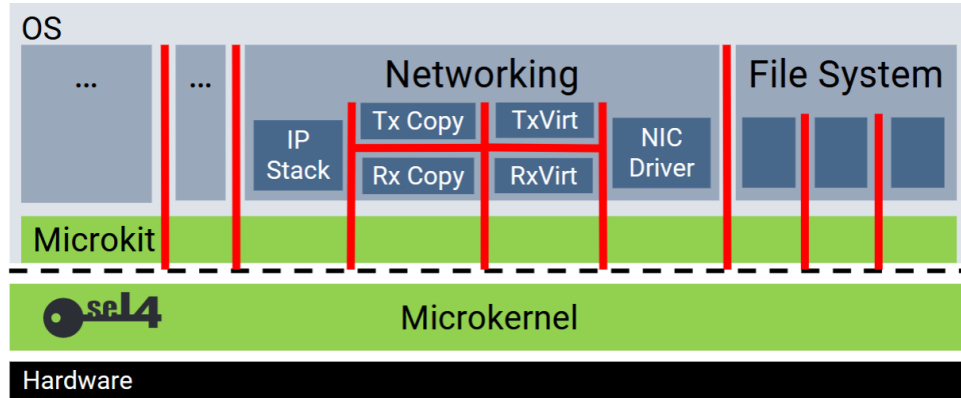 OS
...
...
Networking
File System
Tx Copy
TxVirt
IP
Stack
NIC
Driver
Rx Copy
RxVirt
Microkit
seL4
Microkernel
Hardware